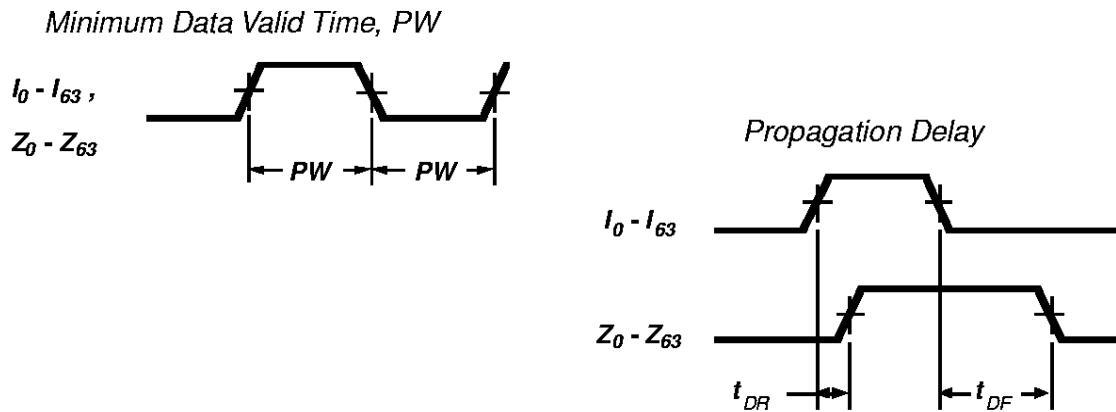 Minimum Data Valid Time, PW
I0 - I63 ,
Z0 - Z63
PW PW
Propagation Delay
I0 - I63
Z0 - Z63
tDR tDF